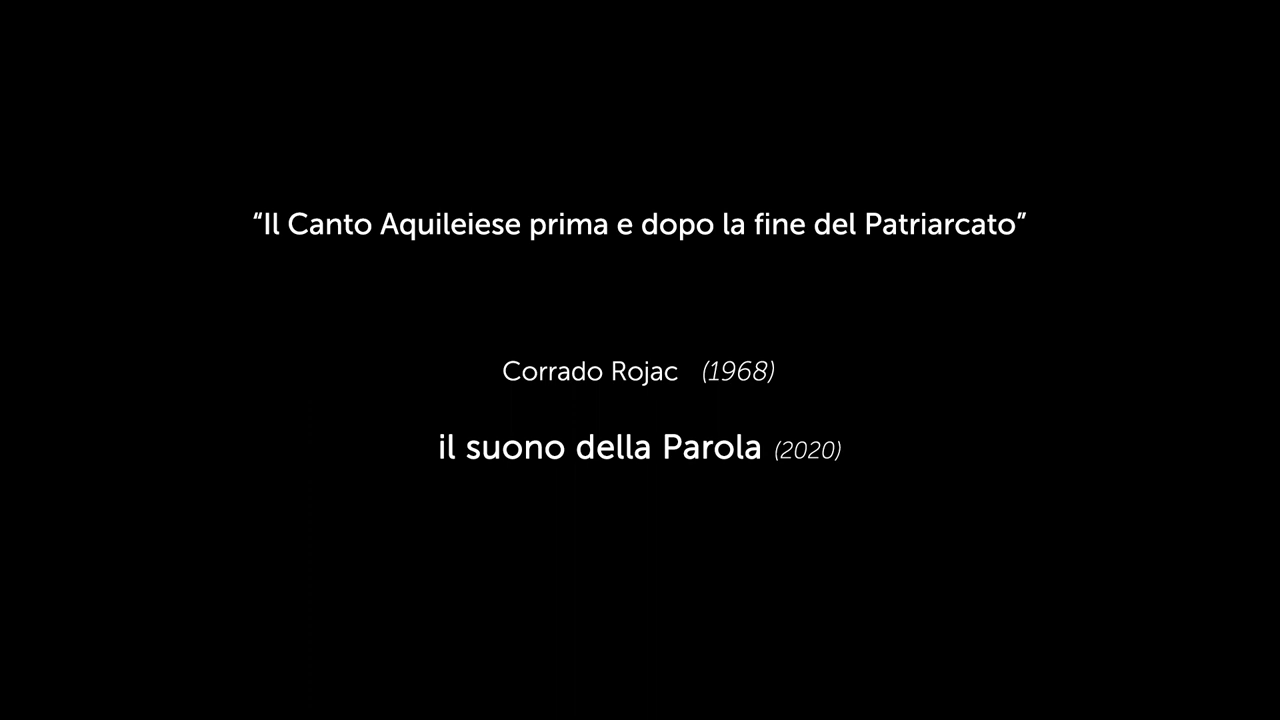 “Il Canto Aquileiese prima e dopo la fine del Patriarcato”
Corrado Rojac (1968)
il suono della Parola (2020)